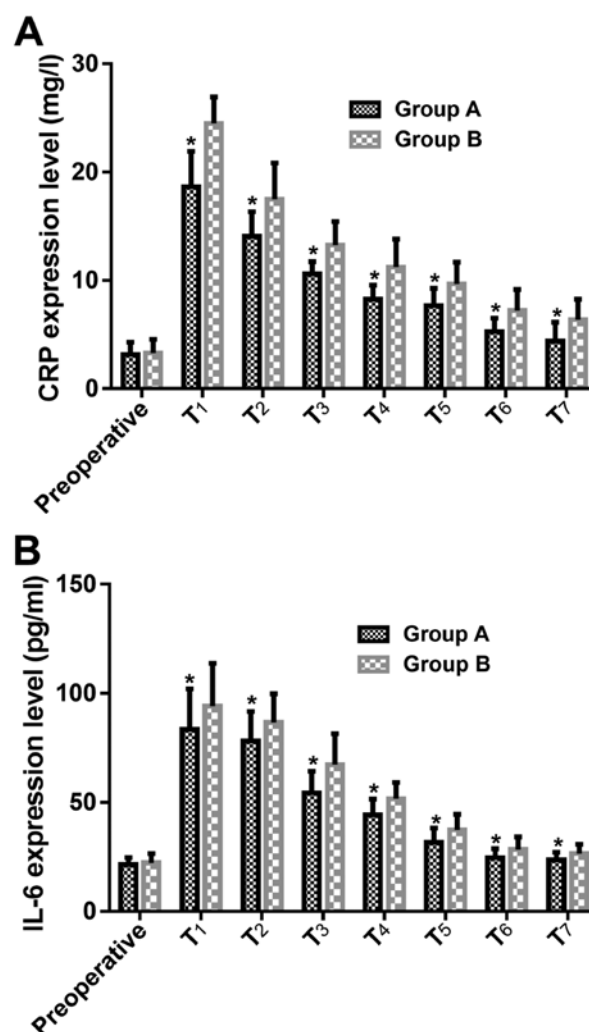 A
CRP expression level (mg/l)
30
20
10
0
Group A
Group B
*
*
*
*
*
*
*
Preoperative
T1
T2
T3
T4
T5
T6
T7
B
IL-6 expression level (pg/ml)
150
100
50
0
Group A
Group B
*
*
*
*
*
*
*
Preoperative
T1
T2
T3
T4
T5
T6
T7